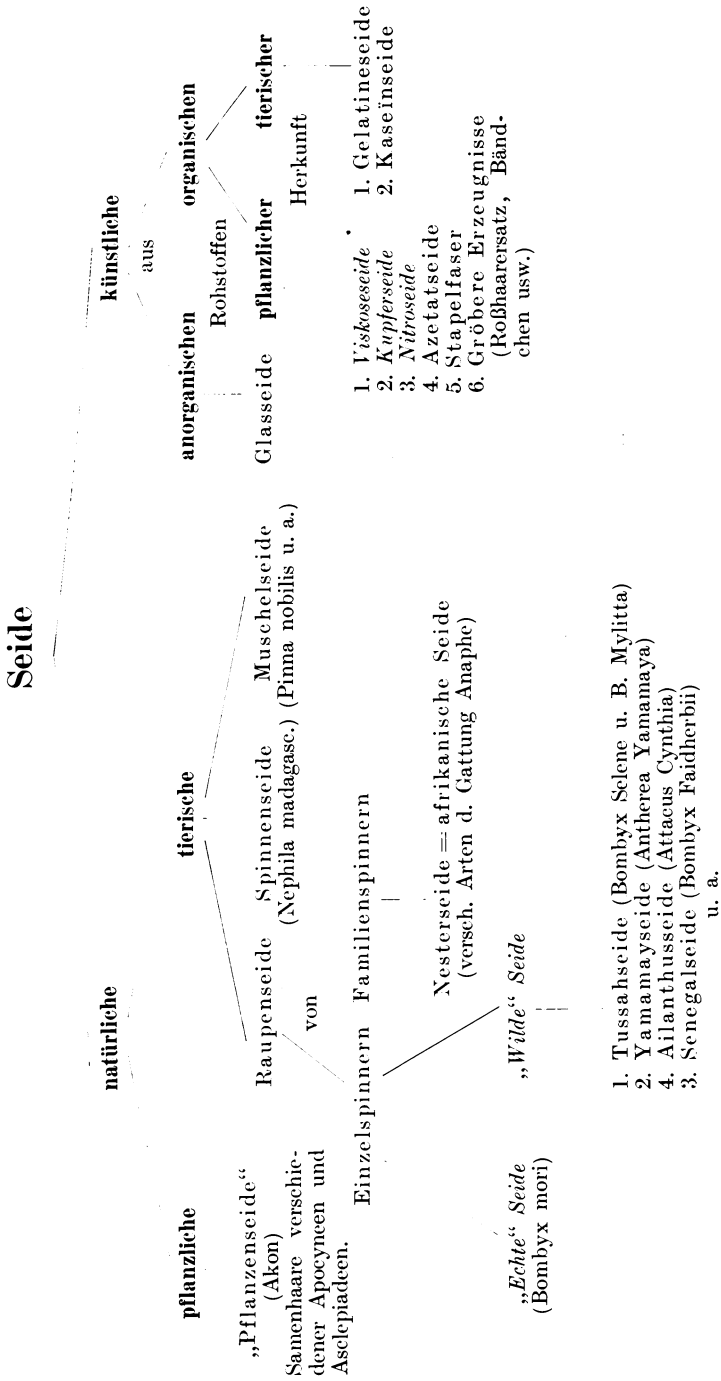 Seide
natürliche
künstliche
aus
pflanzliche
tierische
anorganischen
organischen
Rohstoffen
„Pflanzenseide“
(Akon)
Samenhaare verschie-
dener Apocyneen und
Asclepiadeen.
Raupenseide
von
Spinnenseide
(Nephila madagasc.)
Muschelseide
(Pinna nobilis u. a.)
Glasseide
pflanzlicher
tierischer
Herkunft
Einzelspinnern
Familienspinnern
1. Viskoseseide
2. Kupferseide
3. Nitroseide
4. Azetatseide
5. Stapelfaser
6. Gröbere Erzeugnisse
(Roßhaarersatz, Bänd-
chen usw.)
1. Gelatineseide
2. Kaseïnseide
Nesterseide = afrikanische Seide
(versch. Arten d. Gattung Anaphe)
„Echte“ Seide
(Bombyx mori)
„Wilde“ Seide
1. Tussahseide (Bombyx Selene u. B. Mylitta)
2. Yamamayseide (Antherea Yamamaya)
4. Ailanthusseide (Attacus Cynthia)
3. Senegalseide (Bombyx Faidherbii)
u. a.